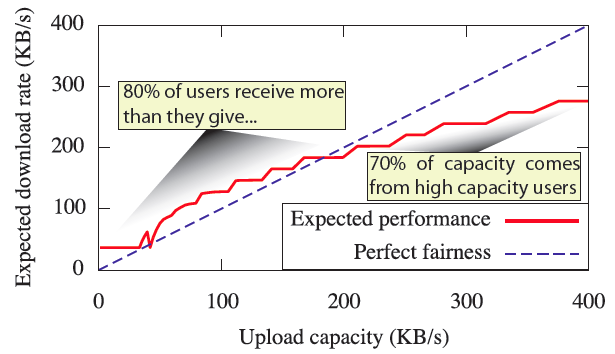 400
300
200
100
0
Expected download rate (KB/s)
80% of users receive more
than they give...
70% of capacity comes
from high capacity users
Expected performance
Perfect fairness
0 100 200 300 400
Upload capacity (KB/s)